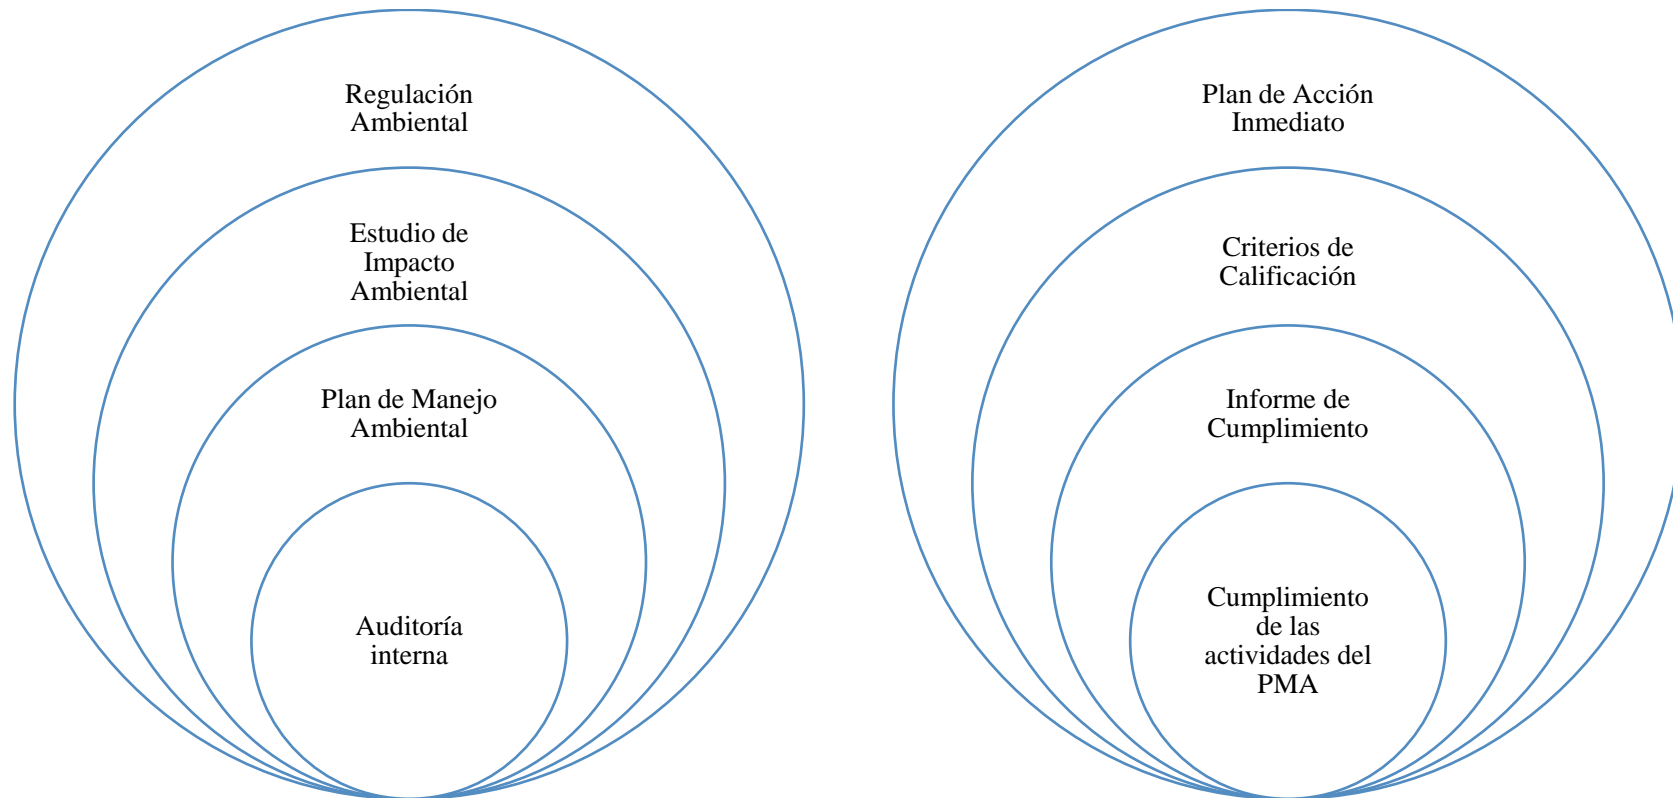 Regulación
Ambiental
Estudio de
Impacto
Ambiental
Plan de Manejo
Ambiental
Auditoría
interna
Plan de Acción
Inmediato
Criterios de
Calificación
Informe de
Cumplimiento
Cumplimiento
de las
actividades del
PMA